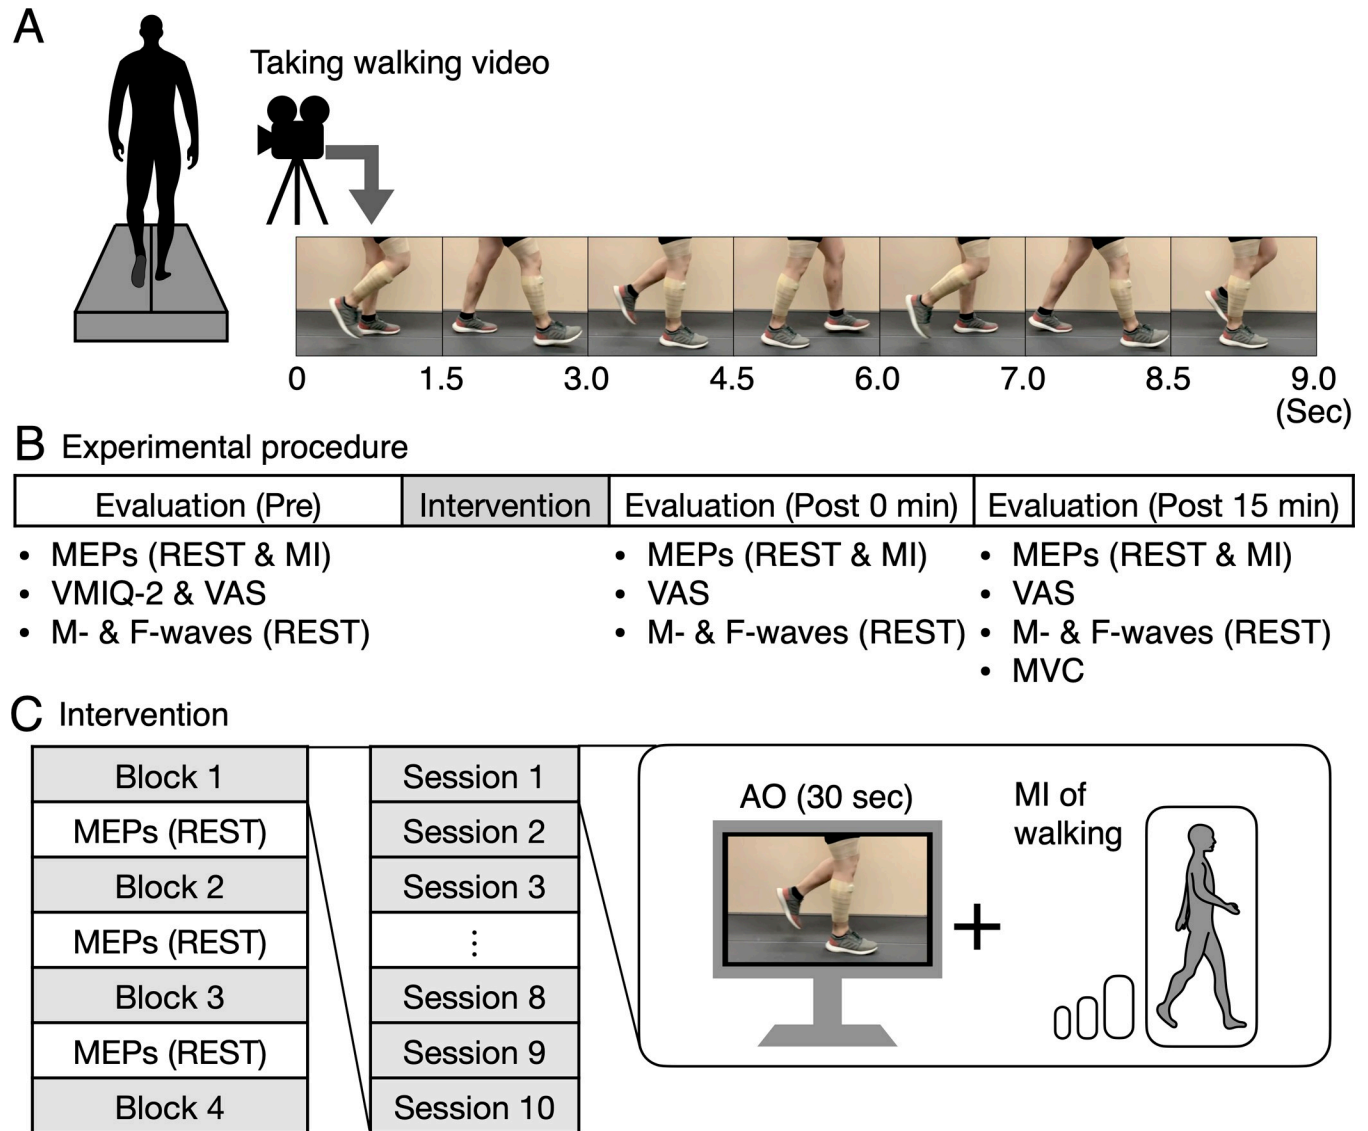 A
Taking walking video
0 1.5 3.0 4.5 6.0 7.0 8.5 9.0
(Sec)
B Experimental procedure
Evaluation (Pre) Intervention Evaluation (Post 0 min) Evaluation (Post 15 min)
• MEPs (REST & MI) • MEPs (REST & MI) • MEPs (REST & MI)
• VMIQ-2 & VAS • VAS • VAS
• M- & F-waves (REST) • M- & F-waves (REST) • M- & F-waves (REST)
• MVC
C Intervention
Block 1
MEPs (REST)
Block 2
MEPs (REST)
Block 3
MEPs (REST)
Block 4
Session 1
Session 2
Session 3
⋮
Session 8
Session 9
Session 10
AO (30 sec)
+
MI of
walking